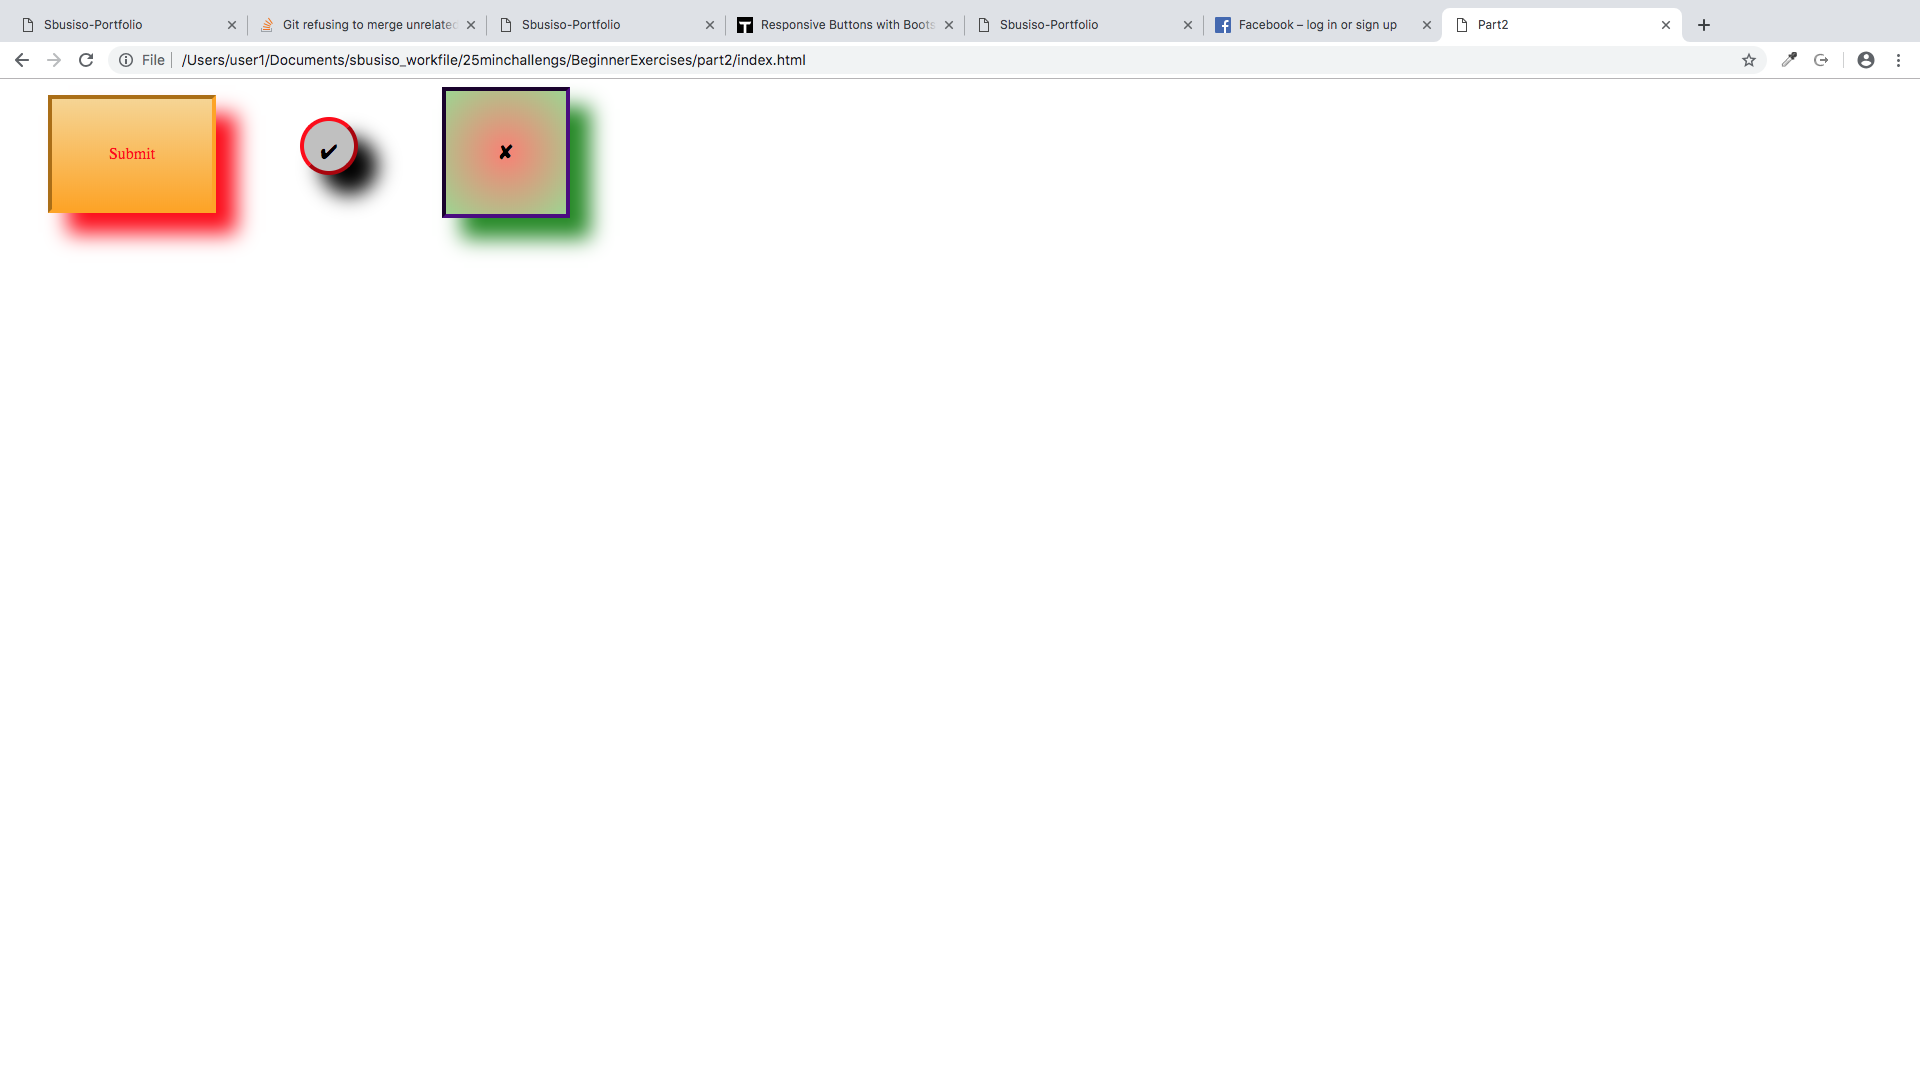 Sbusiso-Portfolio
Git refusing to merge unrelated
Sbusiso-Portfolio
Responsive Buttons with Boots
Sbusiso-Portfolio
Facebook – log in or sign up
Part2
File
/Users/user1/Documents/sbusiso_workfile/25minchallengs/BeginnerExercises/part2/index.html
Submit
✔
✘